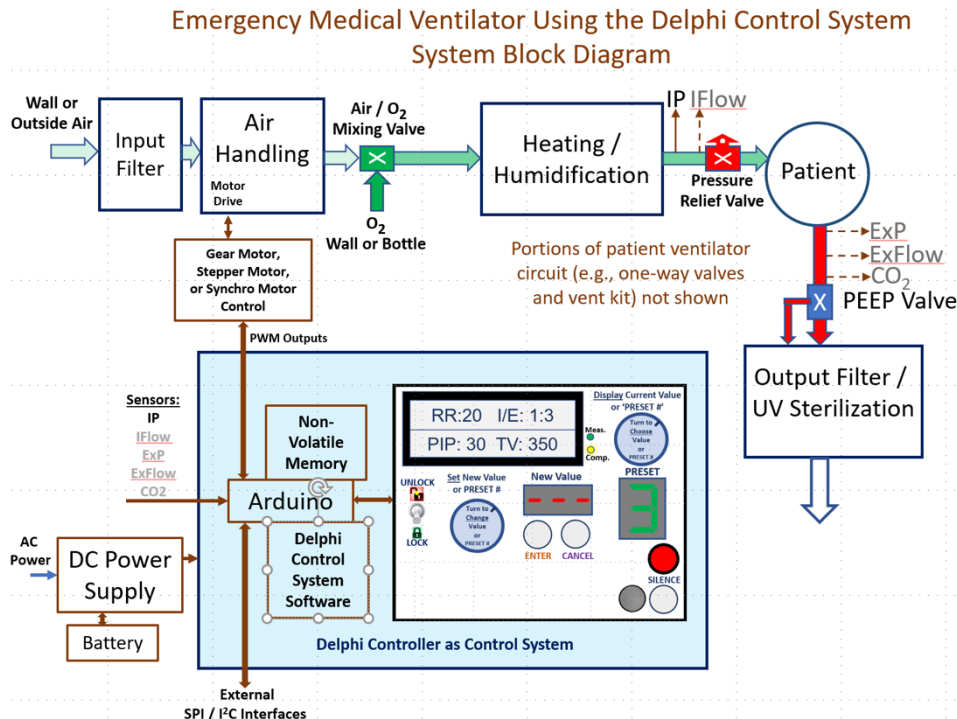 Emergency Medical Ventilator Using the Delphi Control System
System Block Diagram
Wall or
Outside Air
Input
Filter
Air
Handling
Motor
Drive
Air / O₂
Mixing Valve
X
O₂
Wall or Bottle
Heating /
Humidification
IP
IFlow
Pressure
Relief Valve
X
Patient
ExP
ExFlow
CO₂
X
PEEP Valve
Output Filter /
UV Sterilization
Portions of patient ventilator
circuit (e.g., one-way valves
and vent kit) not shown
Gear Motor,
Stepper Motor,
or Synchro Motor
Control
PWM Outputs
Sensors:
IP
IFlow
ExP
ExFlow
CO2
Non-
Volatile
Memory
Arduino
Delphi
Control
System
Software
RR:20 I/E: 1:3
PIP: 30 TV: 350
Meas.
Comp.
Display Current Value
or 'PRESET #'
Turn to
Choose
Value
or
PRESET #
UNLOCK
LOCK
Set New Value
or PRESET #
Turn to
Change
Value
or
PRESET #
New Value
- - -
ENTER
CANCEL
PRESET
3
SILENCE
AC
Power
DC Power
Supply
Battery
Delphi Controller as Control System
External
SPI / I²C Interfaces